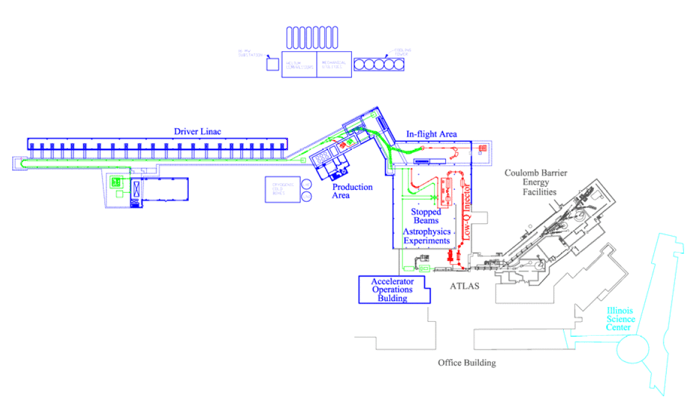 Driver Linac
In-flight Area
Production
Area
Coulomb Barrier
Energy
Facilities
Low-Q Injector
Stopped
Beams
Astrophysics
Experiments
Accelerator
Operations
Building
ATLAS
Illinois
Science
Center
Office Building